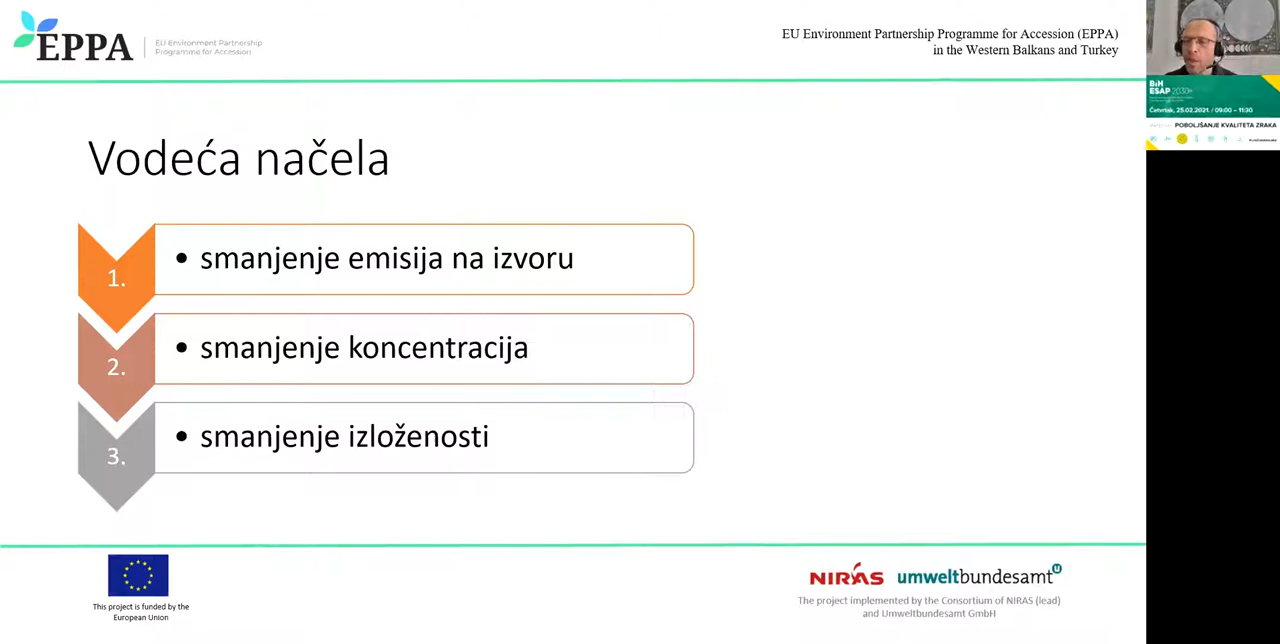 EPPA
EU Environment Partnership
Programme for Accession
EU Environment Partnership Programme for Accession (EPPA)
in the Western Balkans and Turkey
Vodeća načela
1.
• smanjenje emisija na izvoru
2.
• smanjenje koncentracija
3.
• smanjenje izloženosti
This project is funded by the
European Union
NIRAS
umweltbundesamt
The project implemented by the Consortium of NIRAS (lead)
and Umweltbundesamt GmbH
BiH
ESAP 2030+
Četvrtak, 25.02.2021. / 09:00 – 11:30
POBOLJŠANJE KVALITETA ZRAKA